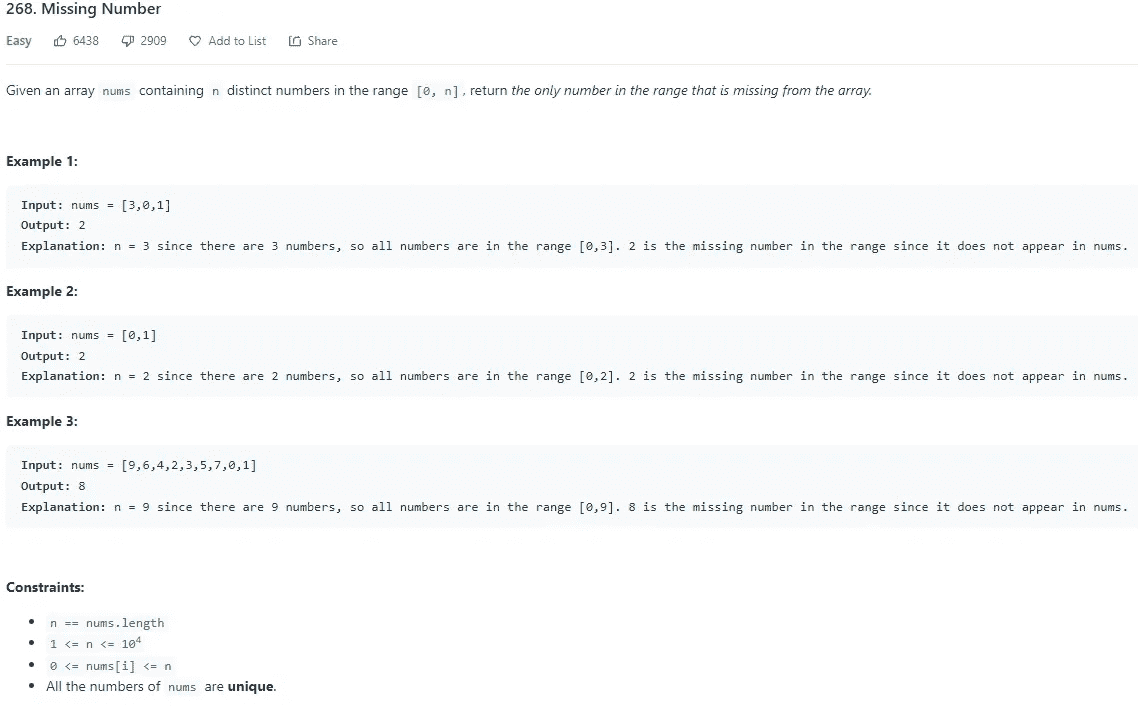 268. Missing Number
Easy 6438 2909 Add to List Share
Given an array nums containing n distinct numbers in the range [0, n], return the only number in the range that is missing from the array.
Example 1:
Input: nums = [3,0,1]
Output: 2
Explanation: n = 3 since there are 3 numbers, so all numbers are in the range [0,3]. 2 is the missing number in the range since it does not appear in nums.
Example 2:
Input: nums = [0,1]
Output: 2
Explanation: n = 2 since there are 2 numbers, so all numbers are in the range [0,2]. 2 is the missing number in the range since it does not appear in nums.
Example 3:
Input: nums = [9,6,4,2,3,5,7,0,1]
Output: 8
Explanation: n = 9 since there are 9 numbers, so all numbers are in the range [0,9]. 8 is the missing number in the range since it does not appear in nums.
Constraints:
• n == nums.length
• 1 <= n <= 10⁴
• 0 <= nums[i] <= n
• All the numbers of nums are unique.